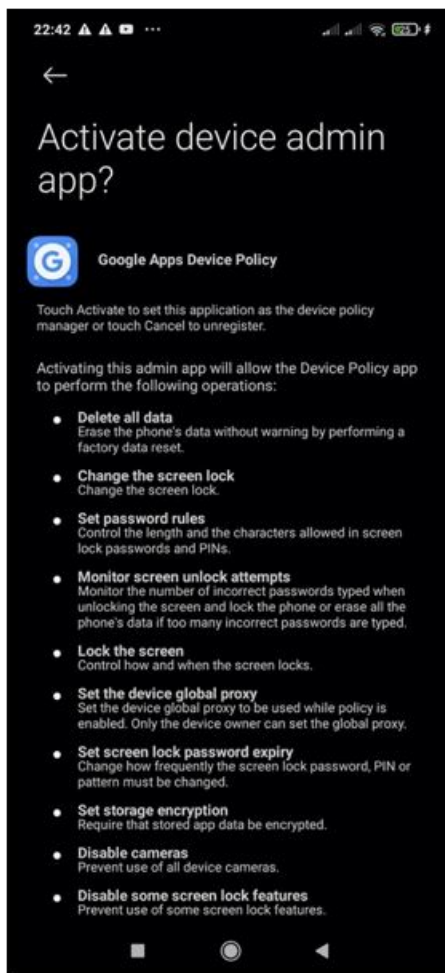 22:42
Activate device admin
app?
G
Google Apps Device Policy
Touch Activate to set this application as the device policy
manager or touch Cancel to unregister.
Activating this admin app will allow the Device Policy app
to perform the following operations:
● Delete all data
Erase the phone's data without warning by performing a
factory data reset.
● Change the screen lock
Change the screen lock.
● Set password rules
Control the length and the characters allowed in screen
lock passwords and PINs.
● Monitor screen unlock attempts
Monitor the number of incorrect passwords typed when
unlocking the screen and lock the phone or erase all the
phone's data if too many incorrect passwords are typed.
● Lock the screen
Control how and when the screen locks.
● Set the device global proxy
Set the device global proxy to be used while policy is
enabled. Only the device owner can set the global proxy.
● Set screen lock password expiry
Change how frequently the screen lock password, PIN or
pattern must be changed.
● Set storage encryption
Require that stored app data be encrypted.
● Disable cameras
Prevent use of all device cameras.
● Disable some screen lock features
Prevent use of some screen lock features.